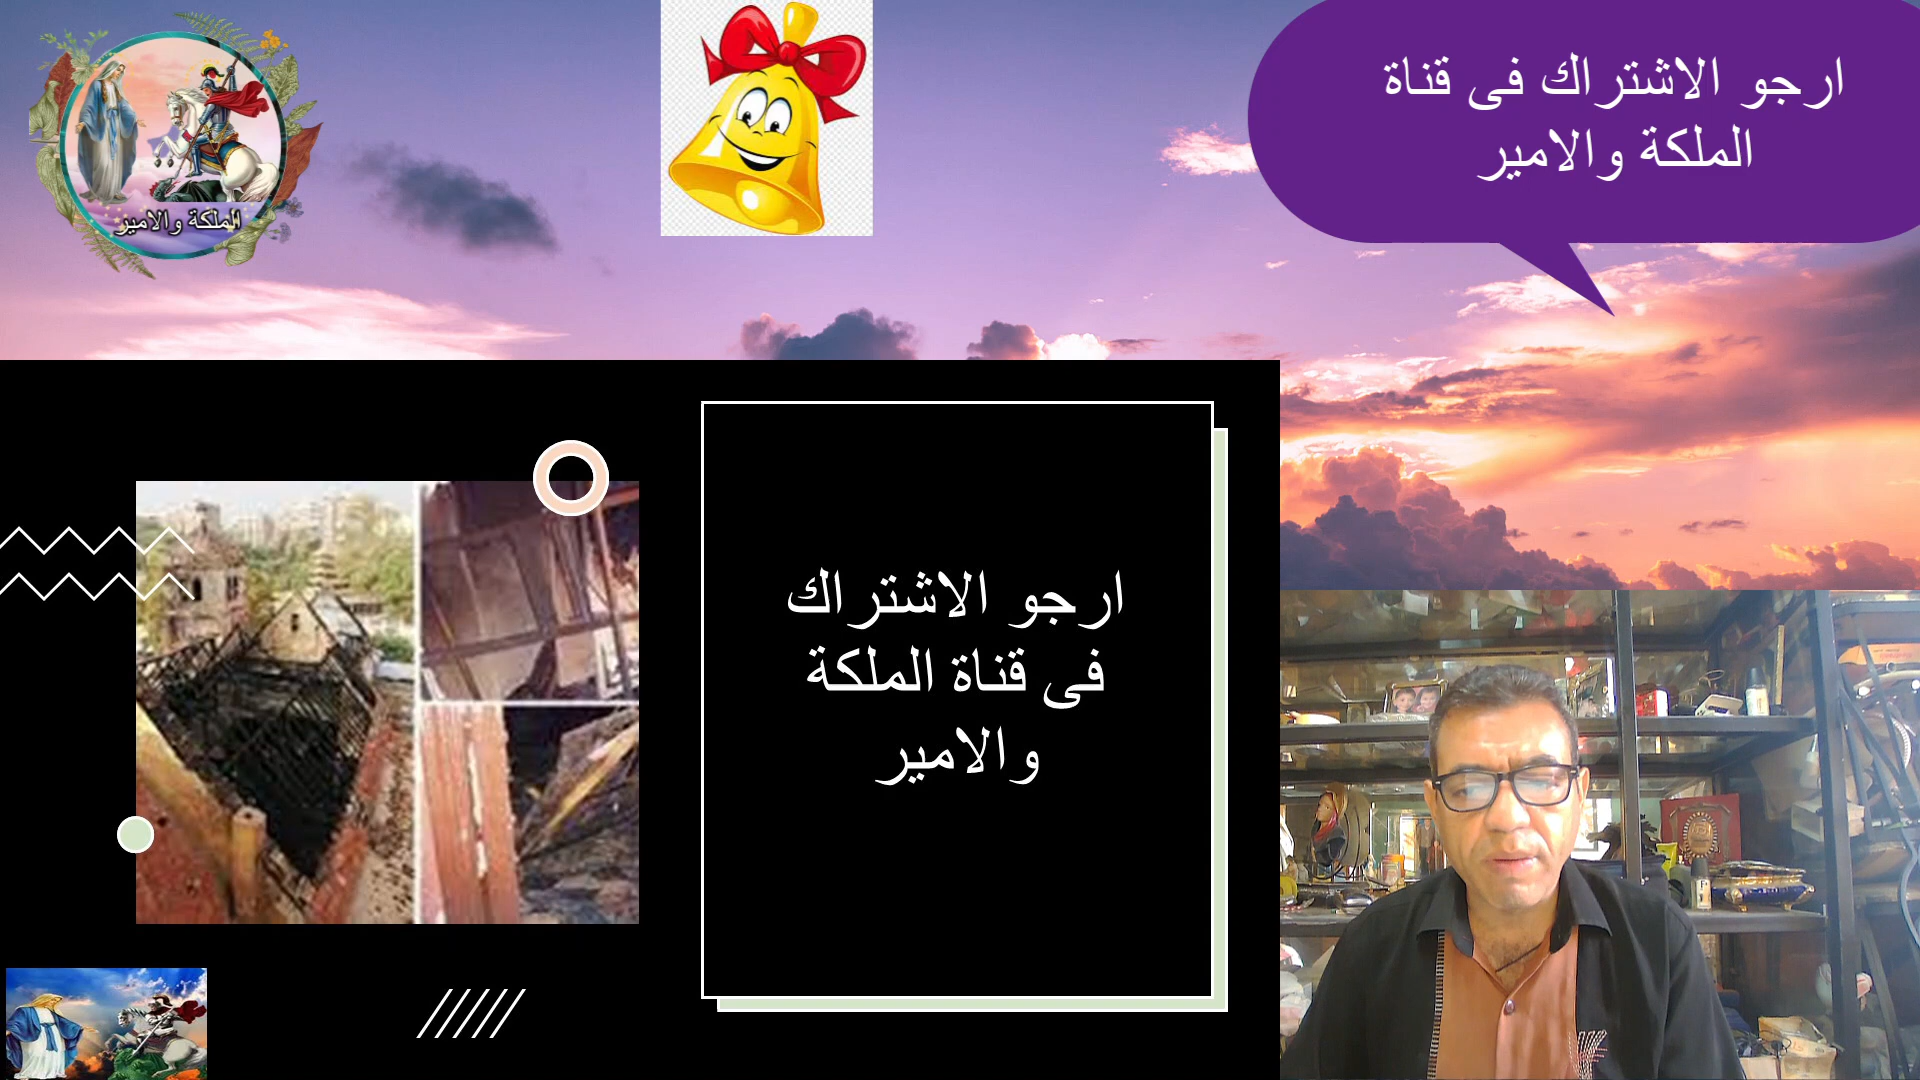 ارجو الاشتراك فى قناة
الملكة والامير
الملكة والامير
ارجو الاشتراك
فى قناة الملكة
والامير